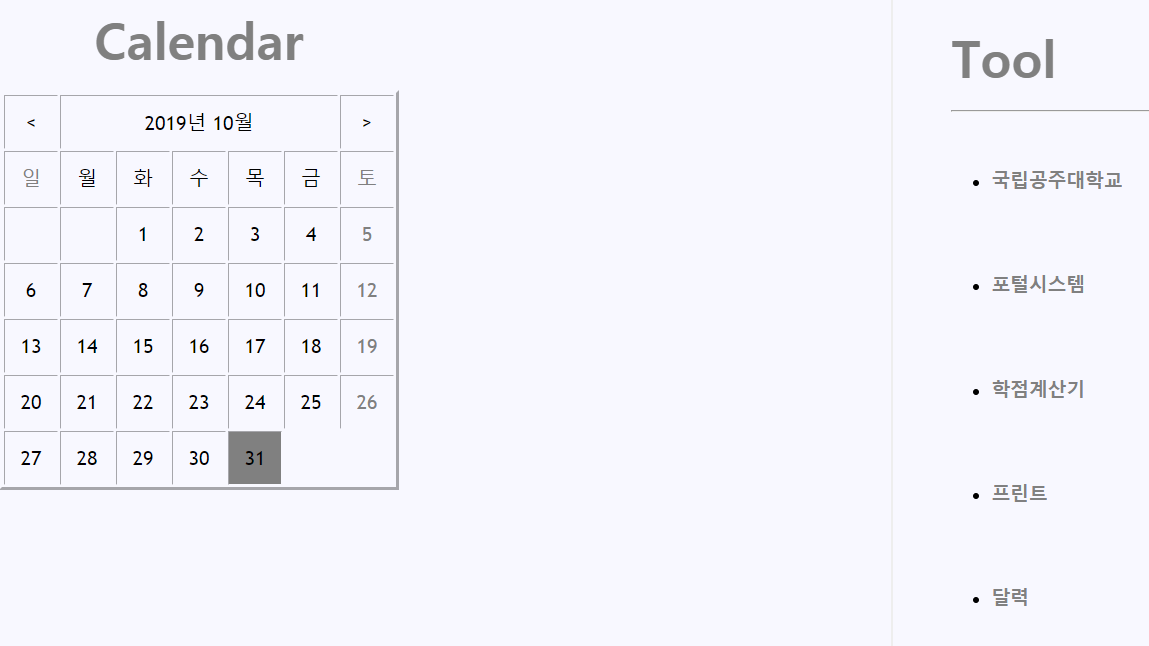 Calendar
< 2019년 10월 >
일 월 화 수 목 금 토
1 2 3 4 5
6 7 8 9 10 11 12
13 14 15 16 17 18 19
20 21 22 23 24 25 26
27 28 29 30 31
Tool
국립공주대학교
포털시스템
학점계산기
프린트
달력